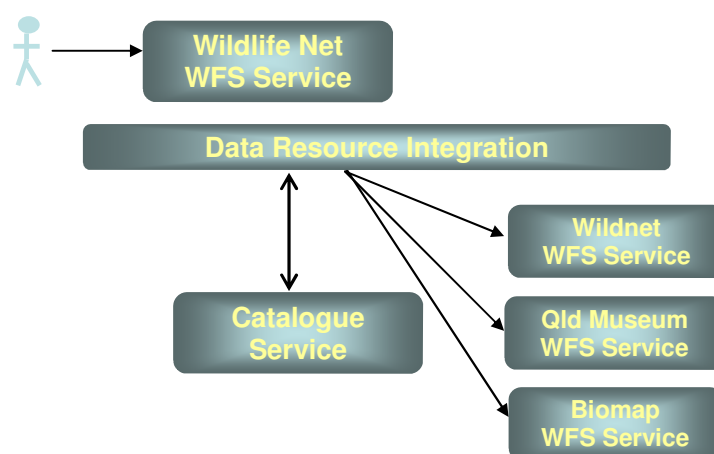 Wildlife Net
WFS Service
Data Resource Integration
Wildnet
WFS Service
Catalogue
Service
Qld Museum
WFS Service
Biomap
WFS Service